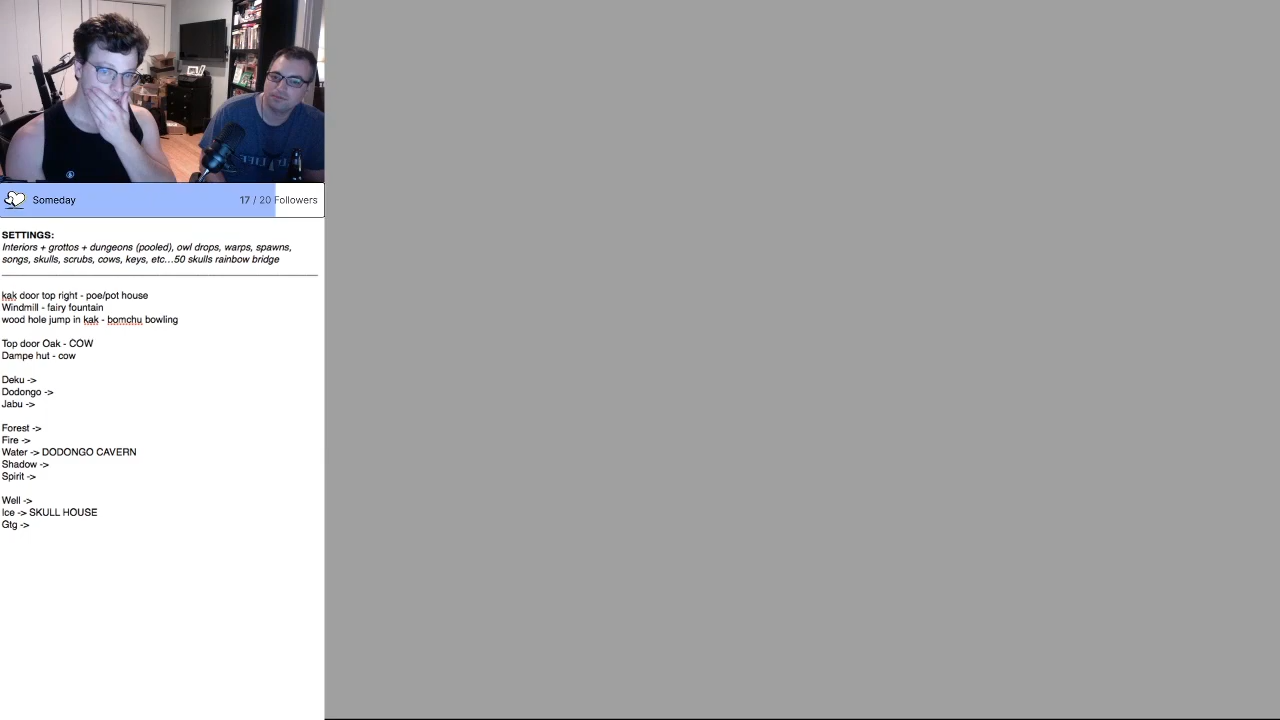 Someday
17 / 20 Followers
SETTINGS:
Interiors + grottos + dungeons (pooled), owl drops, warps, spawns,
songs, skulls, scrubs, cows, keys, etc...50 skulls rainbow bridge
kak door top right - poe/pot house
Windmill - fairy fountain
wood hole jump in kak - bomchu bowling
Top door Oak - COW
Dampe hut - cow
Deku ->
Dodongo ->
Jabu ->
Forest ->
Fire ->
Water -> DODONGO CAVERN
Shadow ->
Spirit ->
Well ->
Ice -> SKULL HOUSE
Gtg ->